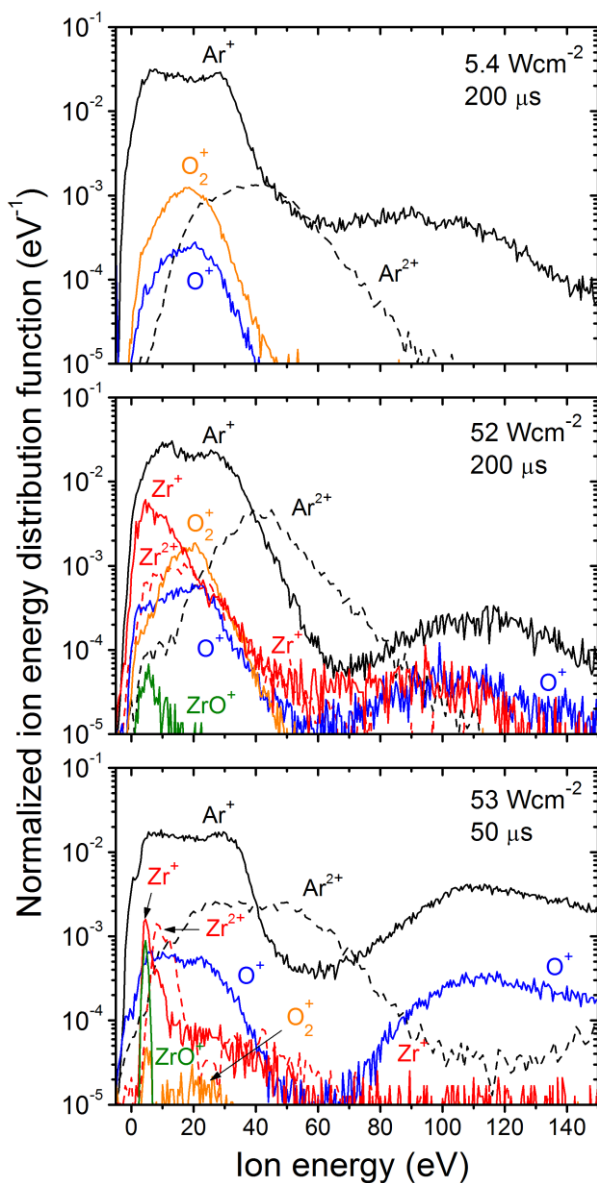 Normalized ion energy distribution function (eV⁻¹)
10⁻¹
10⁻²
10⁻³
10⁻⁴
10⁻⁵
Ar⁺
5.4 Wcm⁻²
200 μs
O₂⁺
O⁺
Ar²⁺
10⁻¹
10⁻²
10⁻³
10⁻⁴
10⁻⁵
Ar⁺
52 Wcm⁻²
200 μs
Zr⁺
Ar²⁺
O₂⁺
Zr²⁺
O⁺
Zr⁺
O⁺
ZrO⁺
10⁻¹
10⁻²
10⁻³
10⁻⁴
10⁻⁵
53 Wcm⁻²
50 μs
Ar⁺
Zr⁺
Ar²⁺
Zr²⁺
O⁺
O⁺
O₂⁺
ZrO⁺
Zr⁺
0 20 40 60 80 100 120 140
Ion energy (eV)